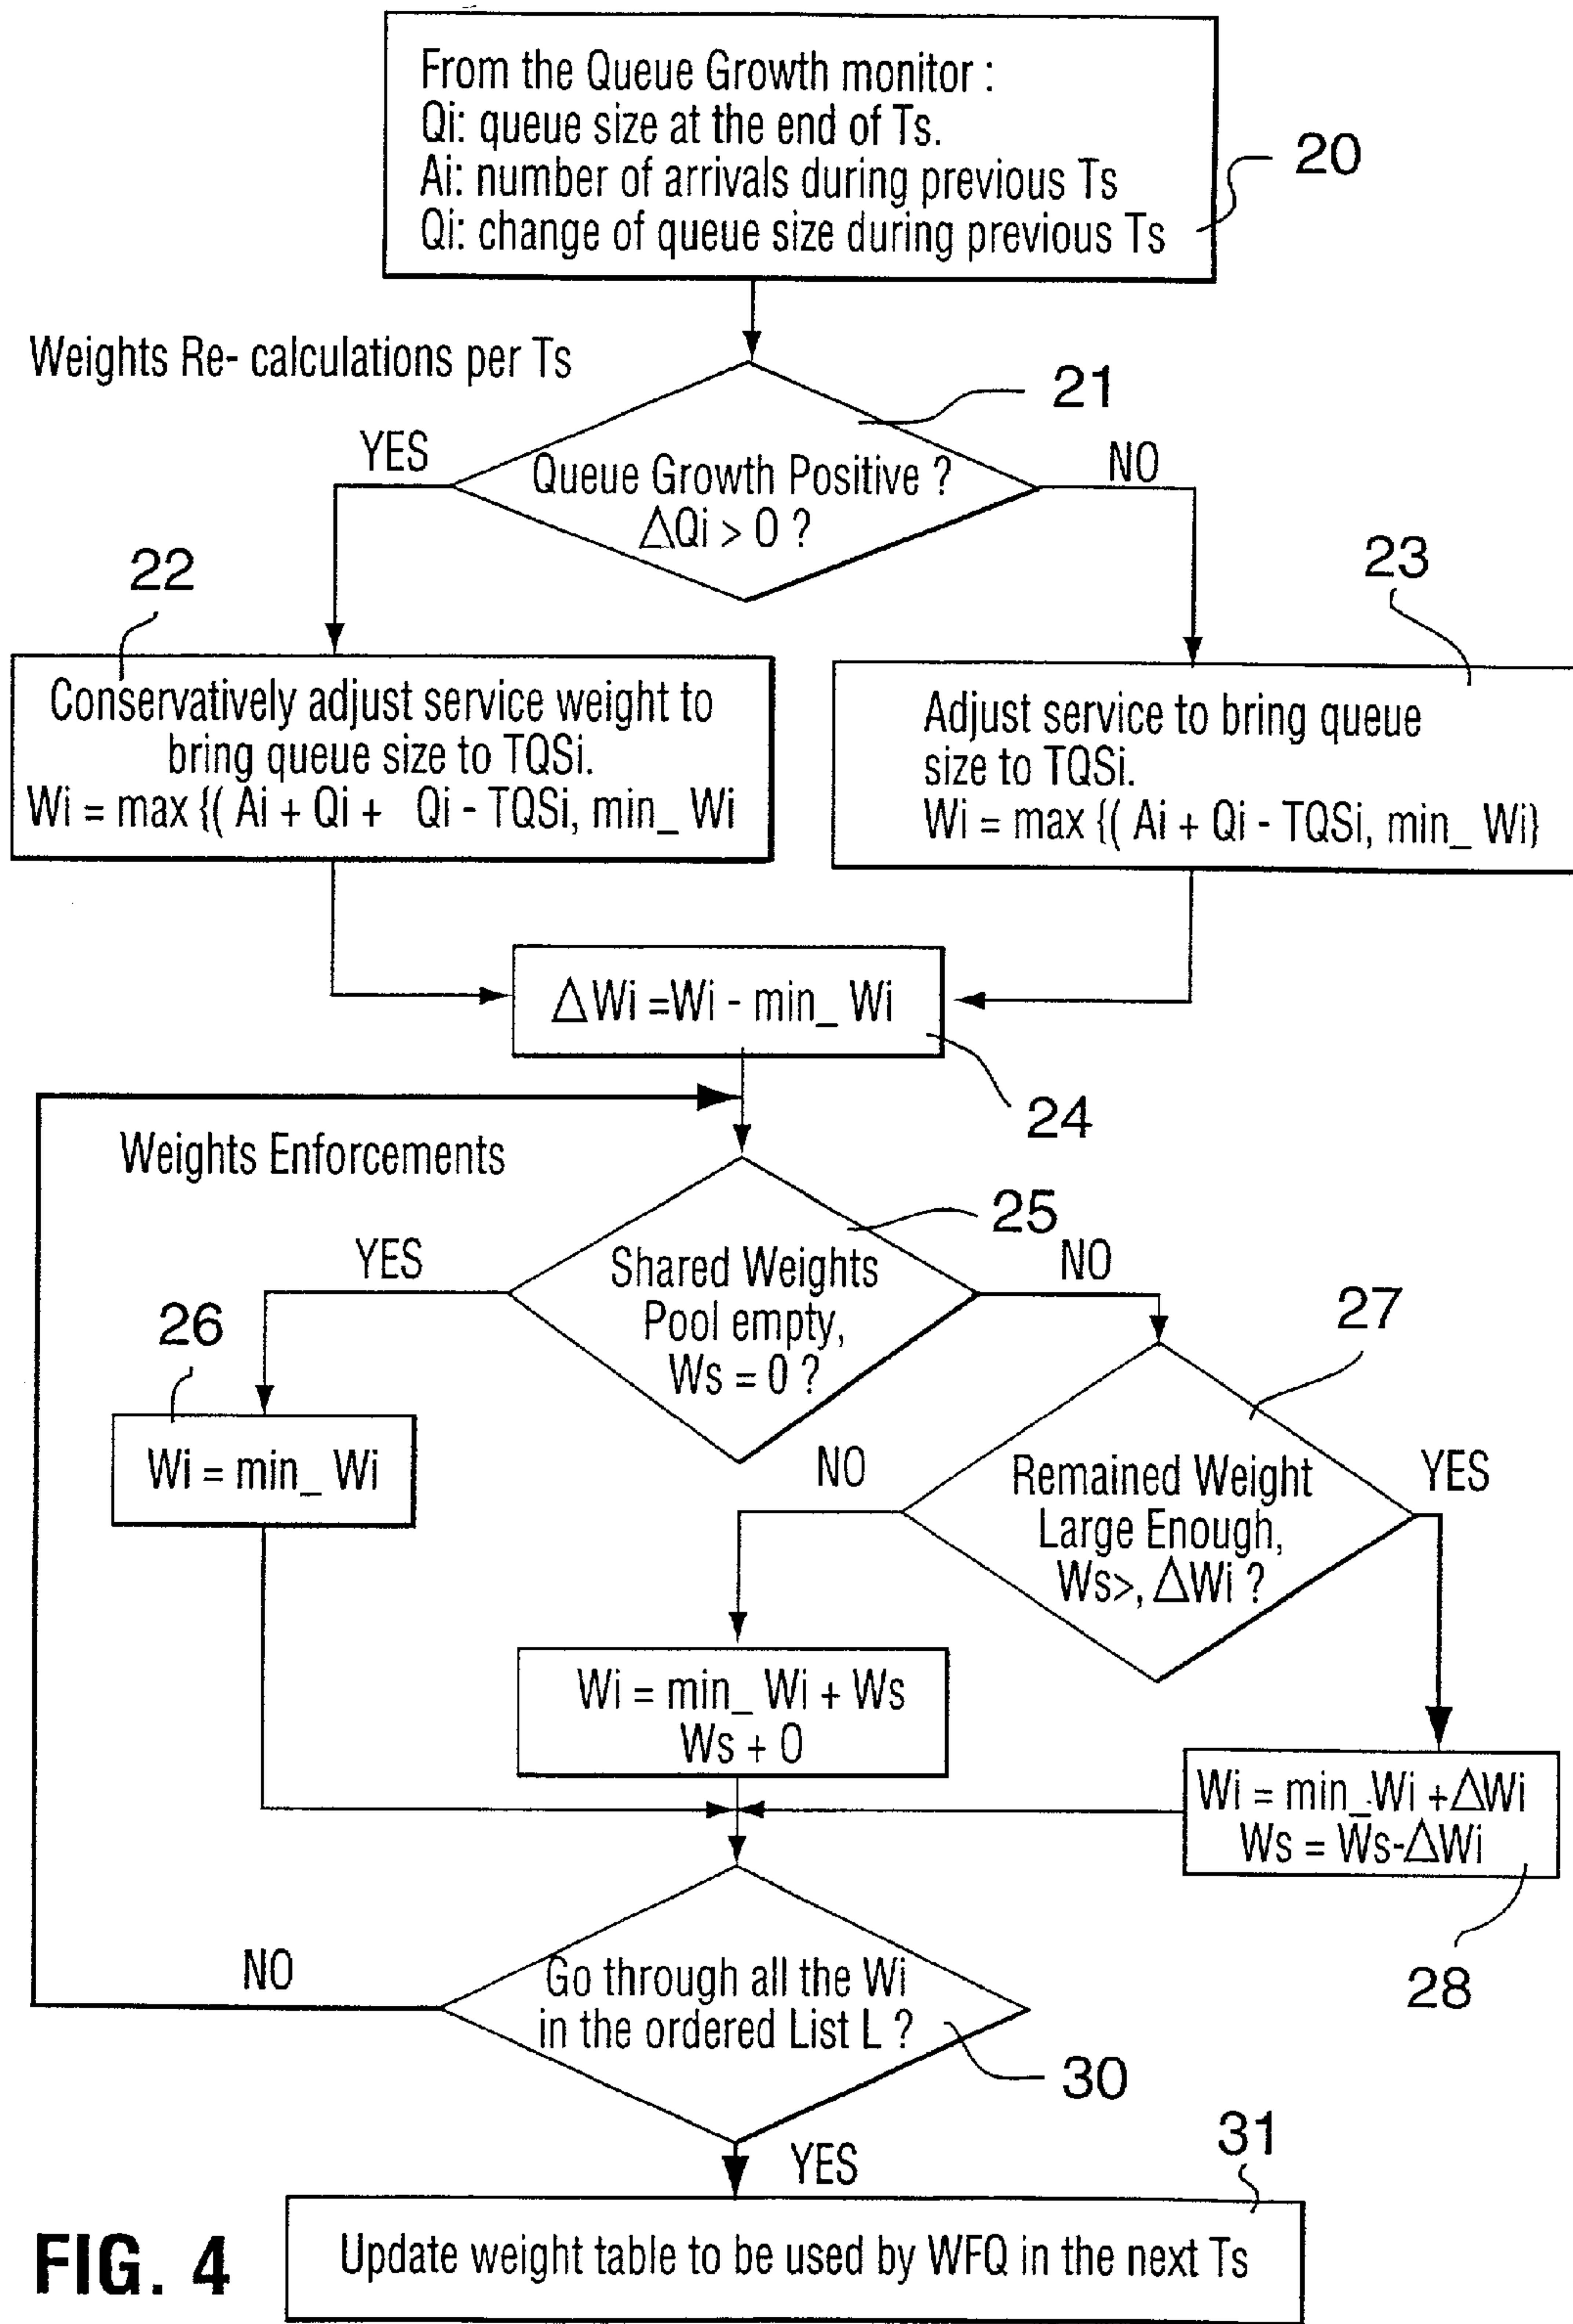 From the Queue Growth monitor :
Qi: queue size at the end of Ts.
Ai: number of arrivals during previous Ts
Qi: change of queue size during previous Ts
20
Weights Re- calculations per Ts
21
YES
NO
Queue Growth Positive ?
ΔQi > 0 ?
22
23
Conservatively adjust service weight to
bring queue size to TQSi.
Wi = max {( Ai + Qi + Qi - TQSi, min_ Wi
Adjust service to bring queue
size to TQSi.
Wi = max {( Ai + Qi - TQSi, min_ Wi}
ΔWi =Wi - min_ Wi
24
Weights Enforcements
25
YES
NO
Shared Weights
Pool empty,
Ws = 0 ?
26
27
Wi = min_ Wi
NO
YES
Remained Weight
Large Enough,
Ws>, ΔWi ?
Wi = min_ Wi + Ws
Ws + 0
Wi = min_Wi +ΔWi
Ws = Ws-ΔWi
28
NO
Go through all the Wi
in the ordered List L ?
30
YES
31
Update weight table to be used by WFQ in the next Ts
FIG. 4